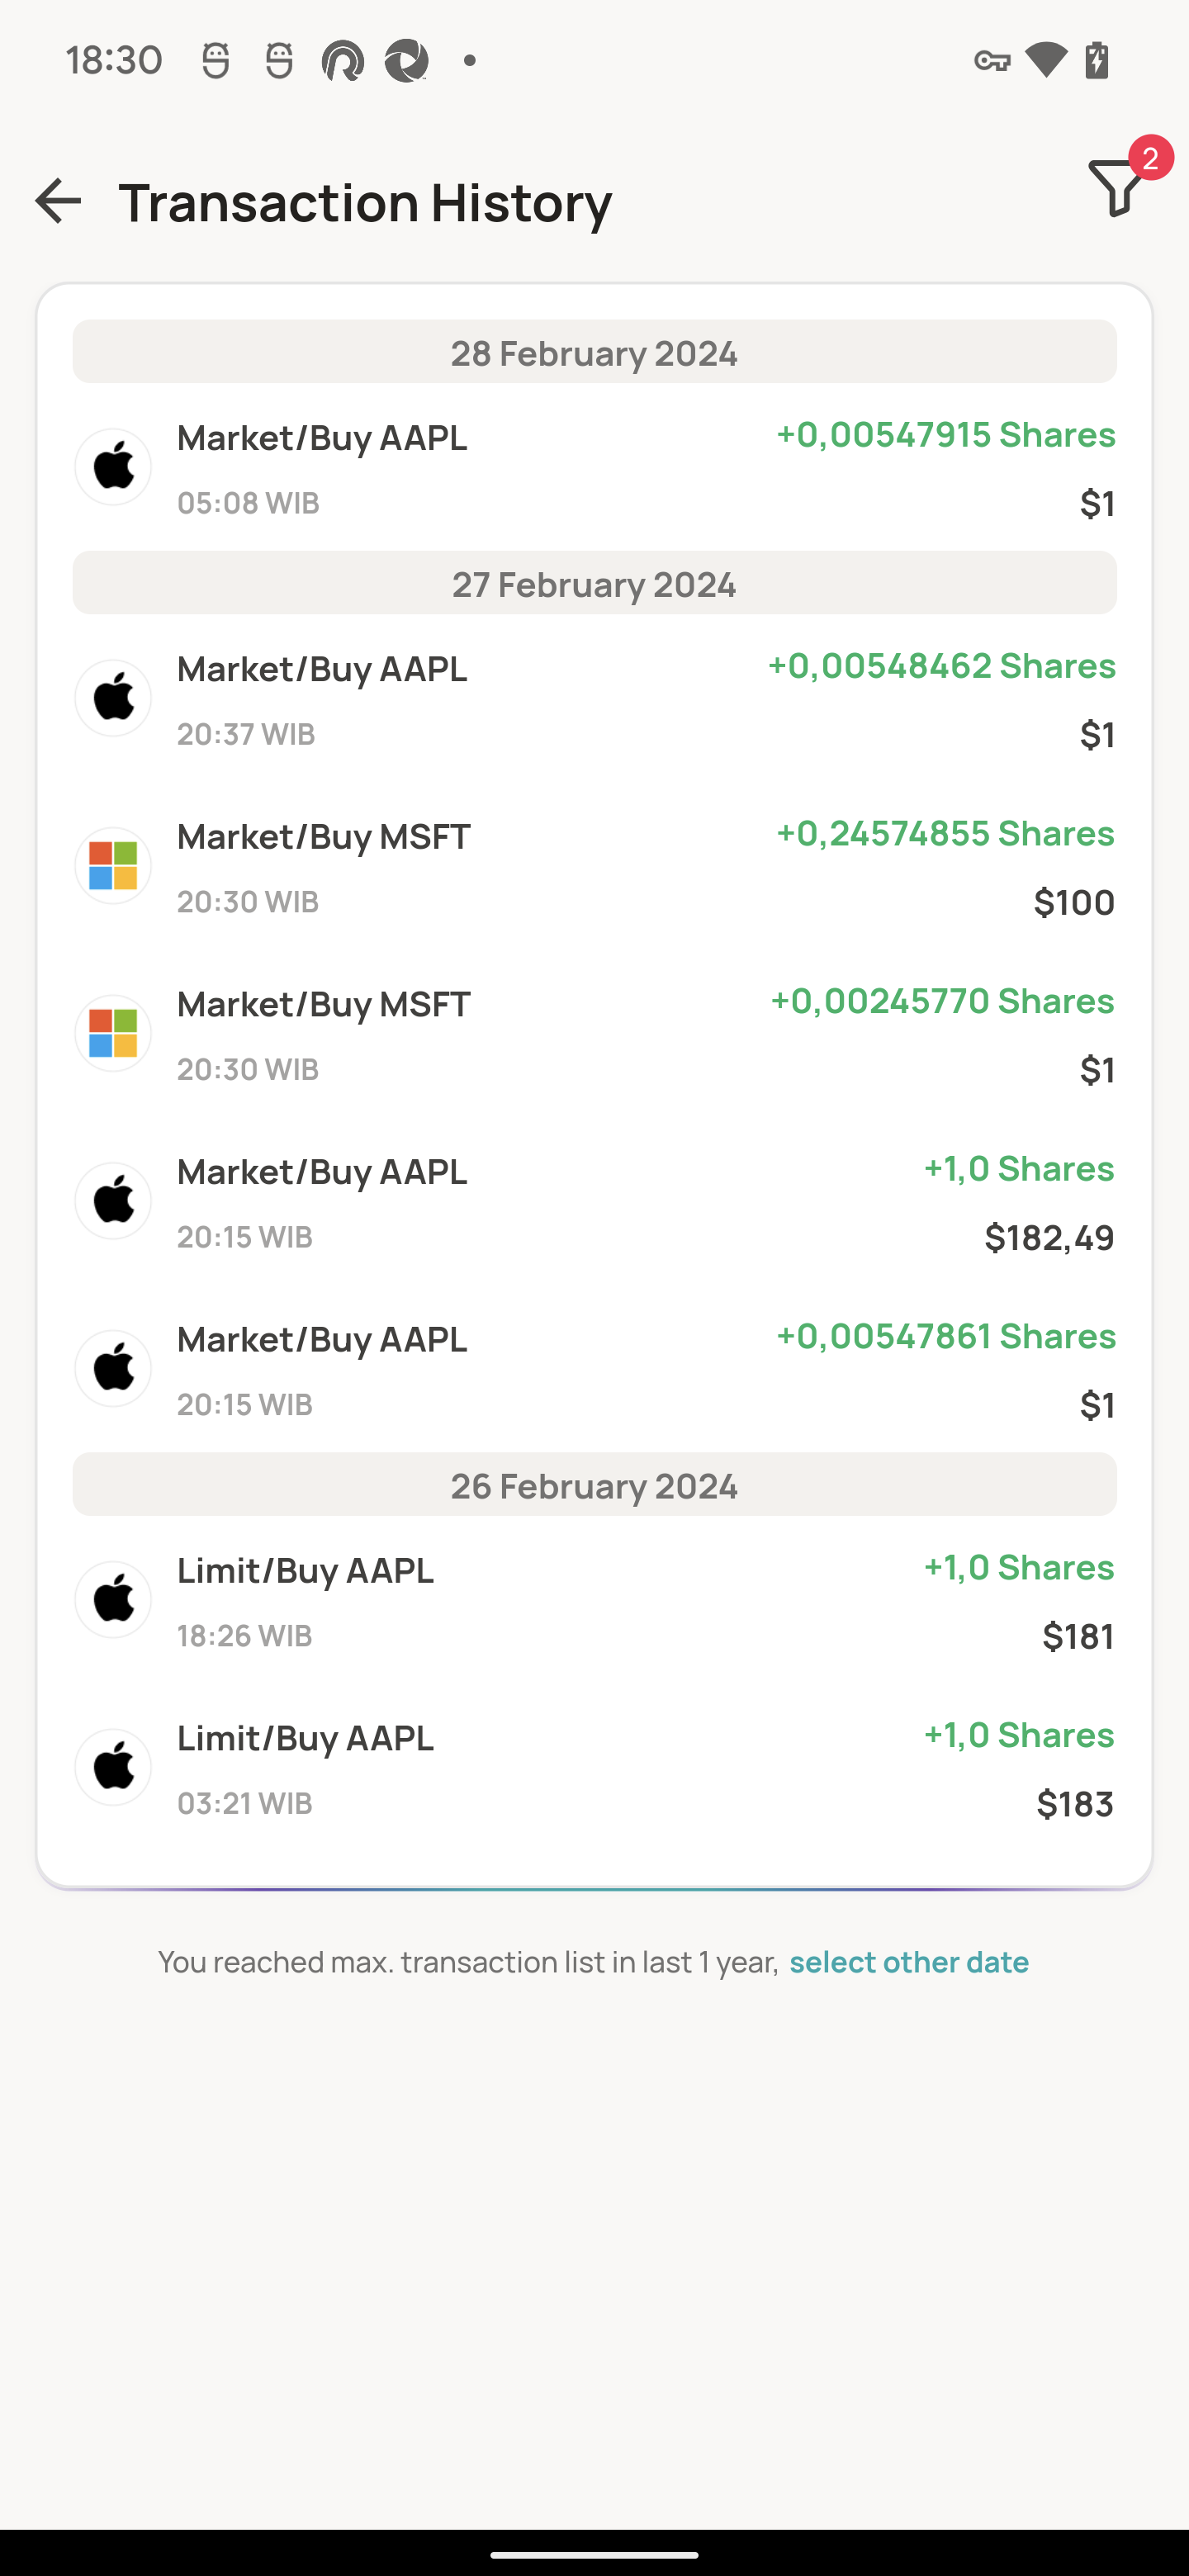 18:30
Transaction History
2
28 February 2024
Market/Buy AAPL +0,00547915 Shares
05:08 WIB $1
27 February 2024
Market/Buy AAPL +0,00548462 Shares
20:37 WIB $1
Market/Buy MSFT +0,24574855 Shares
20:30 WIB $100
Market/Buy MSFT +0,00245770 Shares
20:30 WIB $1
Market/Buy AAPL +1,0 Shares
20:15 WIB $182,49
Market/Buy AAPL +0,00547861 Shares
20:15 WIB $1
26 February 2024
Limit/Buy AAPL +1,0 Shares
18:26 WIB $181
Limit/Buy AAPL +1,0 Shares
03:21 WIB $183
You reached max. transaction list in last 1 year, select other date